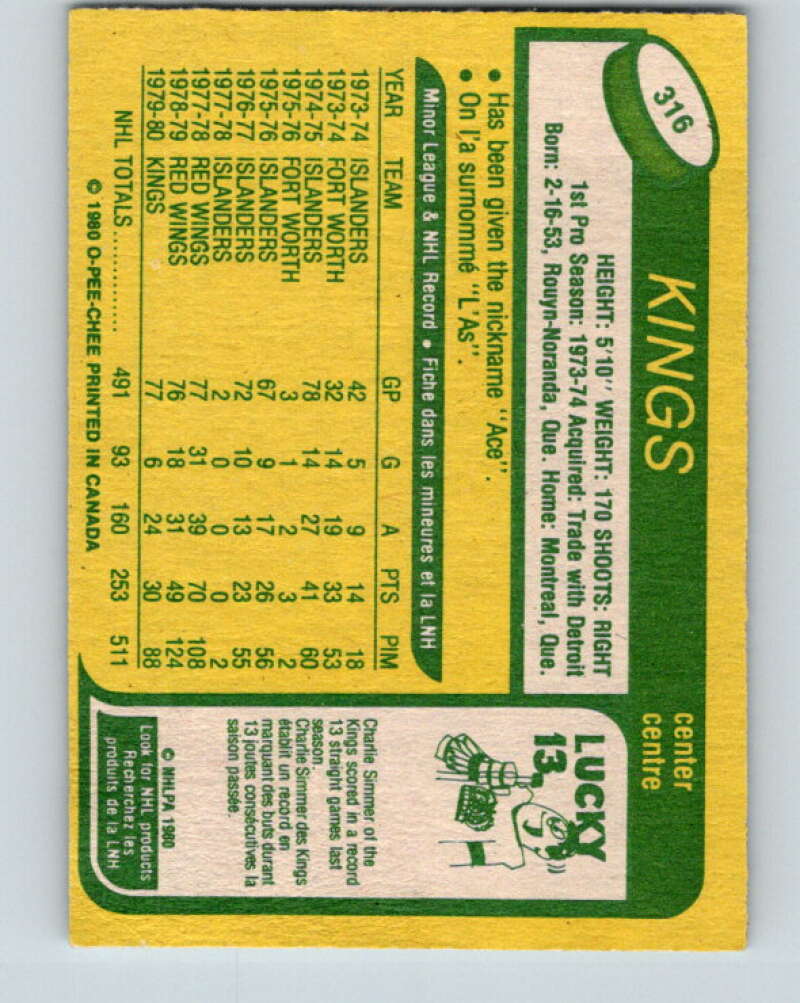 316
KINGS
center
centre
HEIGHT: 5'10" WEIGHT: 170 SHOOTS: RIGHT
1st Pro Season: 1973-74 Acquired: Trade with Detroit
Born: 2-16-53, Rouyn-Noranda, Que. Home: Montreal, Que.
• Has been given the nickname "Ace".
• On l'a surnommé "L'As".
Minor League & NHL Record • Fiche dans les mineures et la LNH
YEAR TEAM GP G A PTS PIM
1973-74 ISLANDERS 42 5 9 14 18
1973-74 FORT WORTH 32 14 19 33 53
1974-75 ISLANDERS 78 14 27 41 60
1975-76 FORT WORTH 3 1 2 3 2
1975-76 ISLANDERS 67 9 17 26 56
1976-77 ISLANDERS 72 10 13 23 55
1977-78 ISLANDERS 2 0 0 0 2
1977-78 RED WINGS 77 31 39 70 108
1978-79 RED WINGS 76 18 31 49 124
1979-80 KINGS 77 6 24 30 88
NHL TOTALS .............. 491 93 160 253 511
© 1980 O-PEE-CHEE PRINTED IN CANADA
LUCKY
13
Charlie Simmer of the
Kings scored in a record
13 straight games last
season.
Charlie Simmer des Kings
établit un record en
marquant des buts durant
13 joutes consécutives la
saison passée.
© NHLPA 1980
Look for NHL products
Recherchez les
produits de la LNH